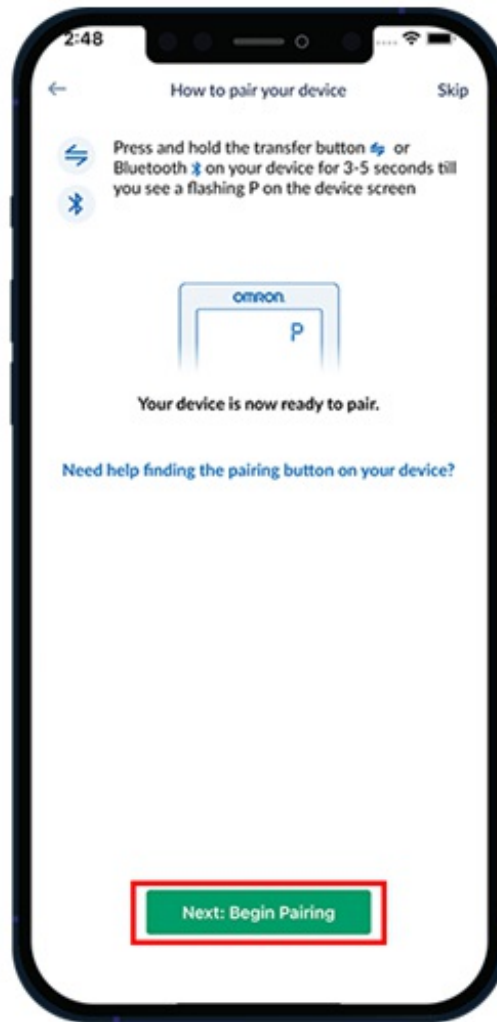 2:48
How to pair your device
Skip
Press and hold the transfer button or
Bluetooth on your device for 3-5 seconds till
you see a flashing P on the device screen
OMRON
P
Your device is now ready to pair.
Need help finding the pairing button on your device?
Next: Begin Pairing